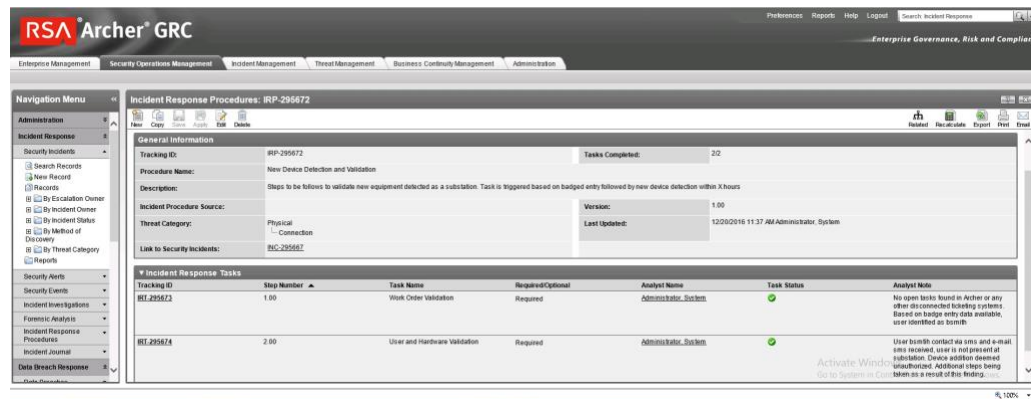 Preferences Reports Help Logout Search: Incident Response
RSA Archer GRC
Enterprise Governance, Risk and Complian
Enterprise Management Security Operations Management Incident Management Threat Management Business Continuity Management Administration
Navigation Menu
Administration
Incident Response
Security Incidents
Search Records
New Record
Records
By Escalation Owner
By Incident Owner
By Incident Status
By Method of
Discovery
By Threat Category
Reports
Security Alerts
Security Events
Incident Investigations
Forensic Analysis
Incident Response
Procedures
Incident Journal
Data Breach Response
Incident Response Procedures: IRP-295672
New Copy Save Apply Edit Delete
Related Recalculate Export Print Email
General Information
Tracking ID: IRP-295672 Tasks Completed: 2/2
Procedure Name: New Device Detection and Validation
Description: Steps to be follows to validate new equipment detected as a substation. Task is triggered based on badged entry followed by new device detection within X hours
Incident Procedure Source: Version: 1.00
Threat Category: Physical Last Updated: 12/20/2016 11:37 AM Administrator, System
Connection
Link to Security Incidents: INC-295667
Incident Response Tasks
Tracking ID Step Number Task Name Required/Optional Analyst Name Task Status Analyst Note
IRT-295673 1.00 Work Order Validation Required Administrator, System No open tasks found in Archer or any
other disconnected ticketing systems.
Based on badge entry data available,
user identified as bsmith
IRT-295674 2.00 User and Hardware Validation Required Administrator, System User bsmtih contact via sms and e-mail.
sms received, user is not present at
substation. Device addition deemed
unauthorized. Additional steps being
taken as a result of this finding.
Activate Windows
Go to System in
100%